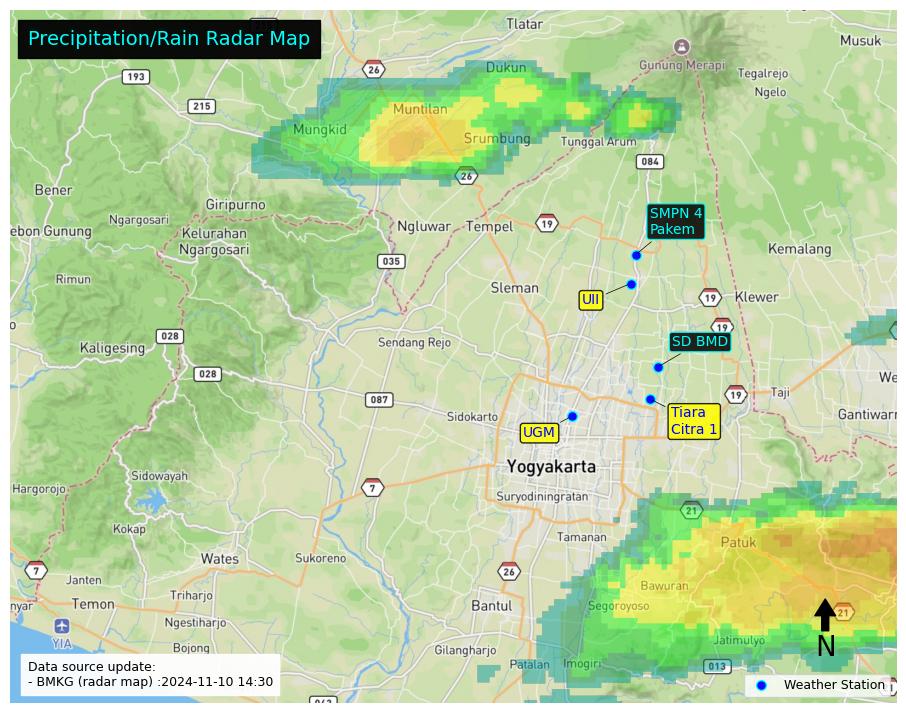 Precipitation/Rain Radar Map
Tlatar
Musuk
26
Dukun
Gunung Merapi
193
Tegalrejo
Ngelo
215
Muntilan
Mungkid
Srumbung
Tunggal Arum
084
26
Bener
Giripurno
SMPN 4
Pakem
Ngargosari
ebon Gunung
Kelurahan
Ngargosari
Ngluwar
Tempel
19
Kemalang
035
Rimun
Sleman
UII
19
Klewer
19
028
Sendang Rejo
SD BMD
Kaligesing
028
We
087
19
Taji
Sidokarto
Tiara
Citra 1
Gantiwarn
UGM
Yogyakarta
Sidowayah
Hargorojo
7
Suryodiningratan
21
Kokap
Tamanan
Patuk
Wates
Sukoreno
7
Janten
26
Bawuran
nyar
Temon
Triharjo
Bantul
Segoroyoso
21
Ngestiharjo
YIA
Bojong
Gilangharjo
Jatimulyo
N
Patalan
Imogiri
013
Data source update:
- BMKG (radar map) :2024-11-10 14:30
Weather Station